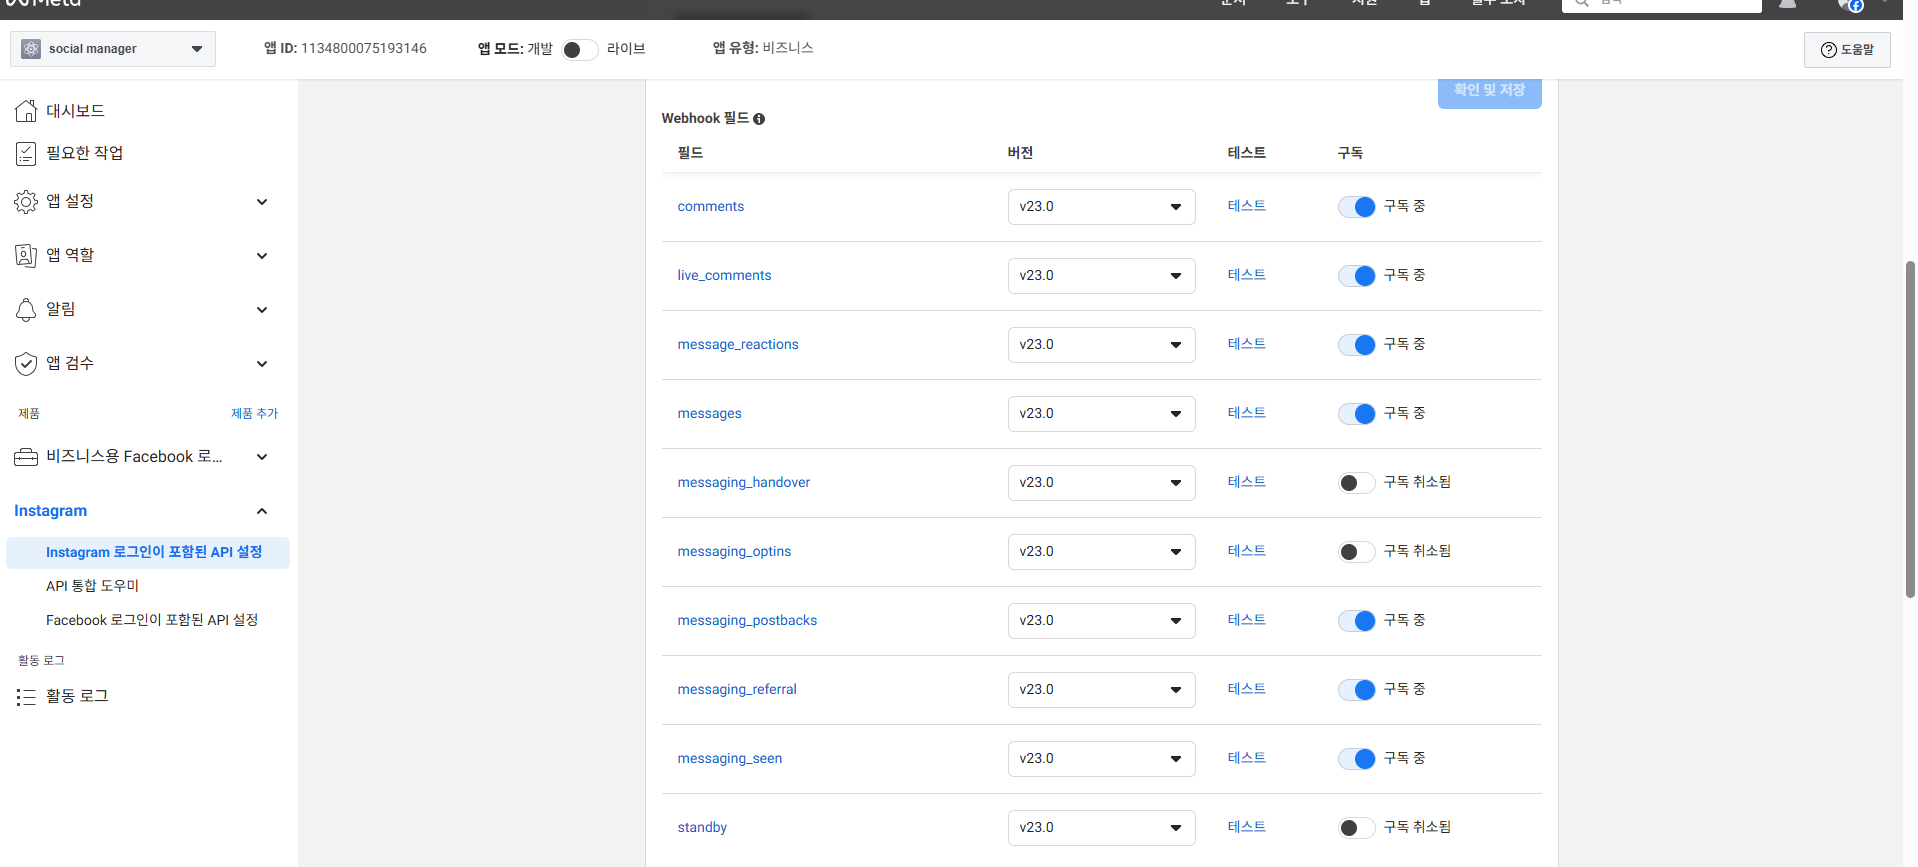 Meta
social manager
앱 ID: 1134800075193146
앱 모드: 개발
라이브
앱 유형: 비즈니스
도움말
대시보드
필요한 작업
앱 설정
앱 역할
알림
앱 검수
제품
제품 추가
비즈니스용 Facebook 로...
Instagram
Instagram 로그인이 포함된 API 설정
API 통합 도우미
Facebook 로그인이 포함된 API 설정
활동 로그
활동 로그
확인 및 저장
Webhook 필드
필드 버전 테스트 구독
comments v23.0 테스트 구독 중
live_comments v23.0 테스트 구독 중
message_reactions v23.0 테스트 구독 중
messages v23.0 테스트 구독 중
messaging_handover v23.0 테스트 구독 취소됨
messaging_optins v23.0 테스트 구독 취소됨
messaging_postbacks v23.0 테스트 구독 중
messaging_referral v23.0 테스트 구독 중
messaging_seen v23.0 테스트 구독 중
standby v23.0 테스트 구독 취소됨